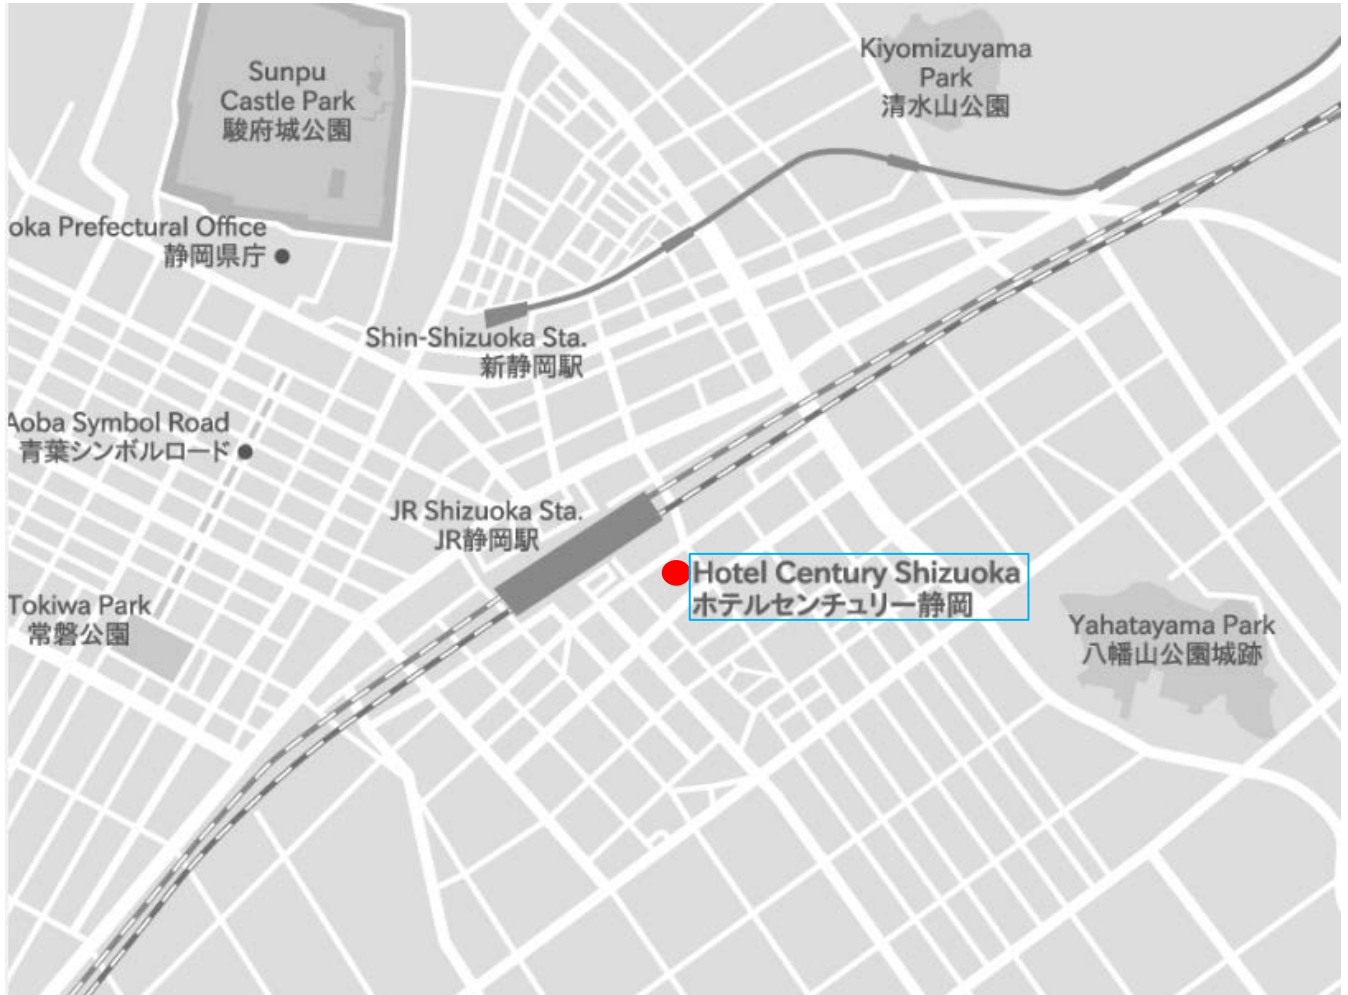 Kiyomizuyama
Park
清水山公園
Sunpu
Castle Park
駿府城公園
oka Prefectural Office
静岡県庁
Shin-Shizuoka Sta.
新静岡駅
Aoba Symbol Road
青葉シンボルロード
JR Shizuoka Sta.
JR静岡駅
Hotel Century Shizuoka
ホテルセンチュリー静岡
Tokiwa Park
常磐公園
Yahatayama Park
八幡山公園城跡